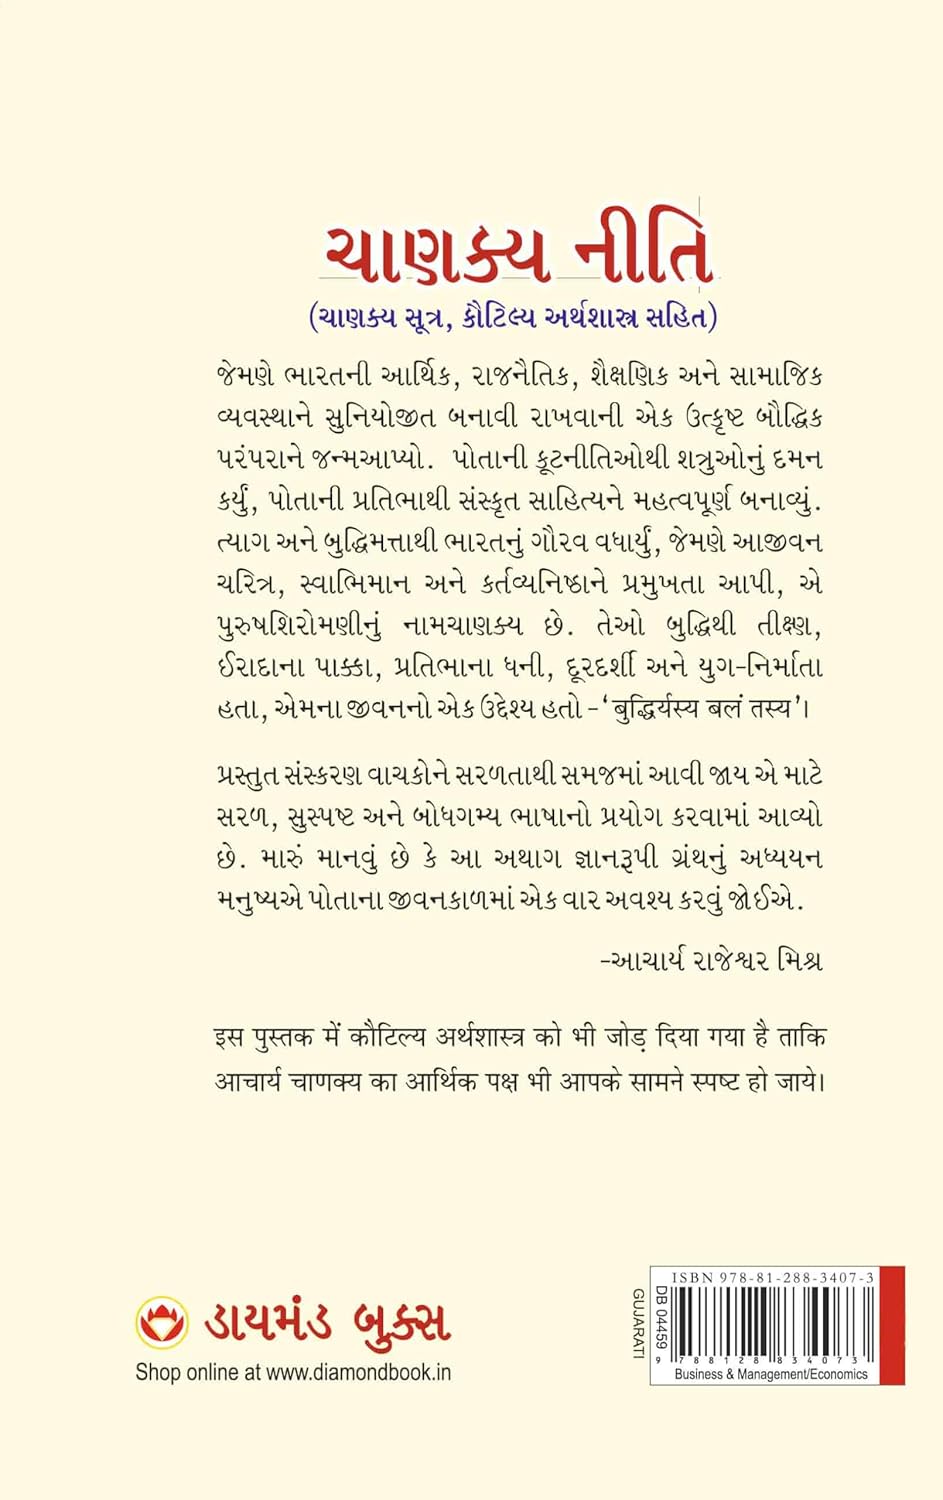 ચાણક્ય નીતિ
(ચાણક્ય સૂત્ર, કૌટિલ્ય અર્થશાસ્ત્ર સહિત)
જેમણે ભારતની આર્થિક, રાજનૈતિક, શૈક્ષણિક અને સામાજિક
વ્યવસ્થાને સુનિયોજીત બનાવી રાખવાની એક ઉત્કૃષ્ટ બૌદ્ધિક
પરંપરાને જન્મઆપ્યો. પોતાની કૂટનીતિઓથી શત્રુઓનું દમન
કર્યું, પોતાની પ્રતિભાથી સંસ્કૃત સાહિત્યને મહત્વપૂર્ણ બનાવ્યું.
ત્યાગ અને બુદ્ધિમત્તાથી ભારતનું ગૌરવ વધાર્યું, જેમણે આજીવન
ચરિત્ર, સ્વાભિમાન અને કર્તવ્યનિષ્ઠાને પ્રમુખતા આપી, એ
પુરુષશિરોમણીનું નામચાણક્ય છે. તેઓ બુદ્ધિથી તીક્ષ્ણ,
ઈરાદાના પાક્કા, પ્રતિભાના ધની, દૂરદર્શી અને યુગ-નિર્માતા
હતા, એમના જીવનનો એક ઉદ્દેશ્ય હતો -‘બુદ્ધિર્યસ્ય બલં તસ્ય’।
પ્રસ્તુત સંસ્કરણ વાચકોને સરળતાથી સમજમાં આવી જાય એ માટે
સરળ, સુસ્પષ્ટ અને બોધગમ્ય ભાષાનો પ્રયોગ કરવામાં આવ્યો
છે. મારું માનવું છે કે આ અથાગ જ્ઞાનરૂપી ગ્રંથનું અધ્યયન
મનુષ્યએ પોતાના જીવનકાળમાં એક વાર અવશ્ય કરવું જોઈએ.
-આચાર્ય રાજેશ્વર મિશ્ર
इस पुस्तक में कौटिल्य अर्थशास्त्र को भी जोड़ दिया गया है ताकि
आचार्य चाणक्य का आर्थिक पक्ष भी आपके सामने स्पष्ट हो जाये।
ડાયમંડ બુક્સ
Shop online at www.diamondbook.in
ISBN 978-81-288-3407-3
GUJARATI
DB 04459
9 788128 834073
Business & Management/Economics